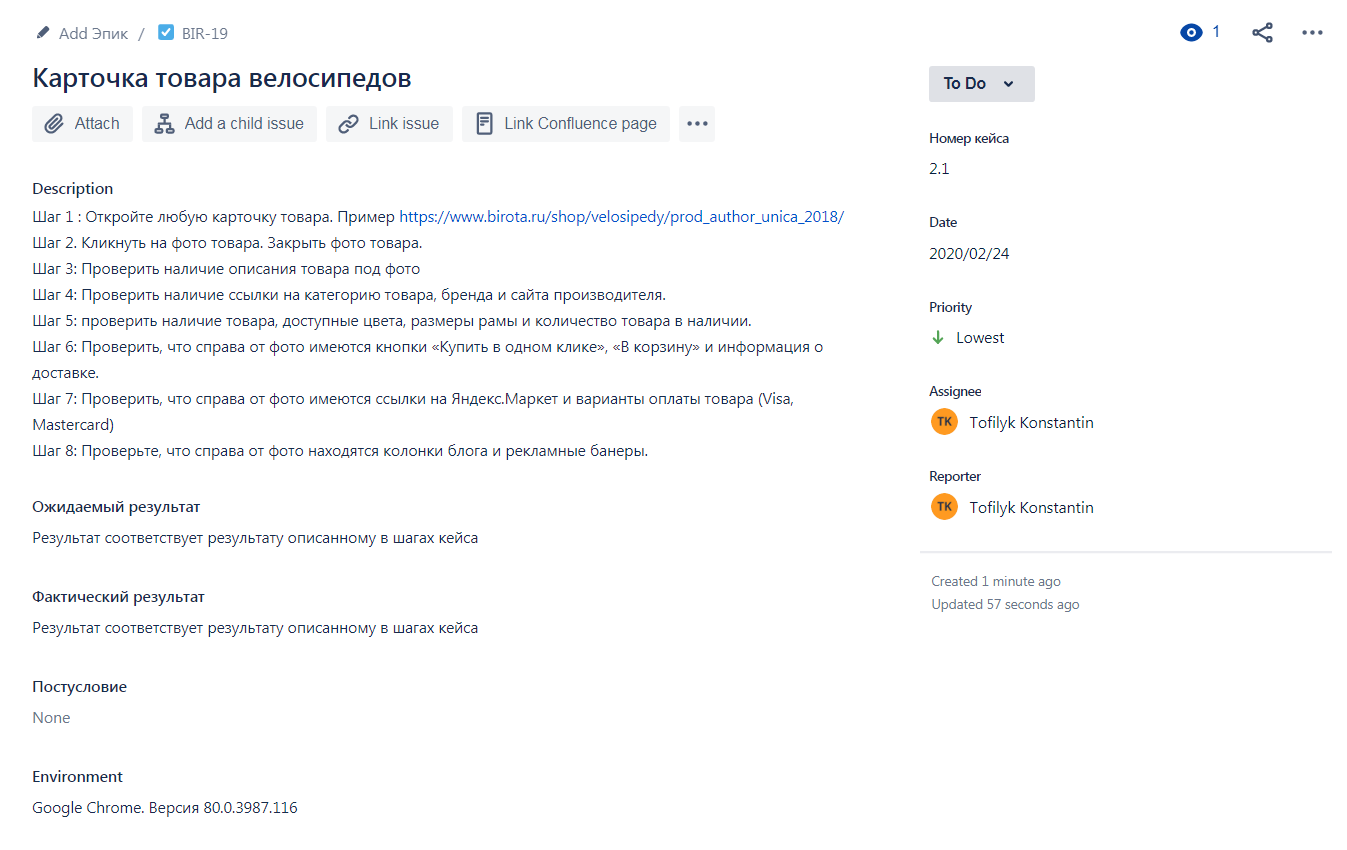 Add Эпик / BIR-19
1
Карточка товара велосипедов
To Do
Attach
Add a child issue
Link issue
Link Confluence page
Номер кейса
2.1
Description
Шаг 1 : Откройте любую карточку товара. Пример https://www.birota.ru/shop/velosipedy/prod_author_unica_2018/
Шаг 2. Кликнуть на фото товара. Закрыть фото товара.
Шаг 3: Проверить наличие описания товара под фото
Шаг 4: Проверить наличие ссылки на категорию товара, бренда и сайта производителя.
Шаг 5: проверить наличие товара, доступные цвета, размеры рамы и количество товара в наличии.
Шаг 6: Проверить, что справа от фото имеются кнопки «Купить в одном клике», «В корзину» и информация о
доставке.
Шаг 7: Проверить, что справа от фото имеются ссылки на Яндекс.Маркет и варианты оплаты товара (Visa,
Mastercard)
Шаг 8: Проверьте, что справа от фото находятся колонки блога и рекламные банеры.
Date
2020/02/24
Priority
Lowest
Assignee
TK Tofilyk Konstantin
Reporter
TK Tofilyk Konstantin
Ожидаемый результат
Результат соответствует результату описанному в шагах кейса
Created 1 minute ago
Updated 57 seconds ago
Фактический результат
Результат соответствует результату описанному в шагах кейса
Постусловие
None
Environment
Google Chrome. Версия 80.0.3987.116